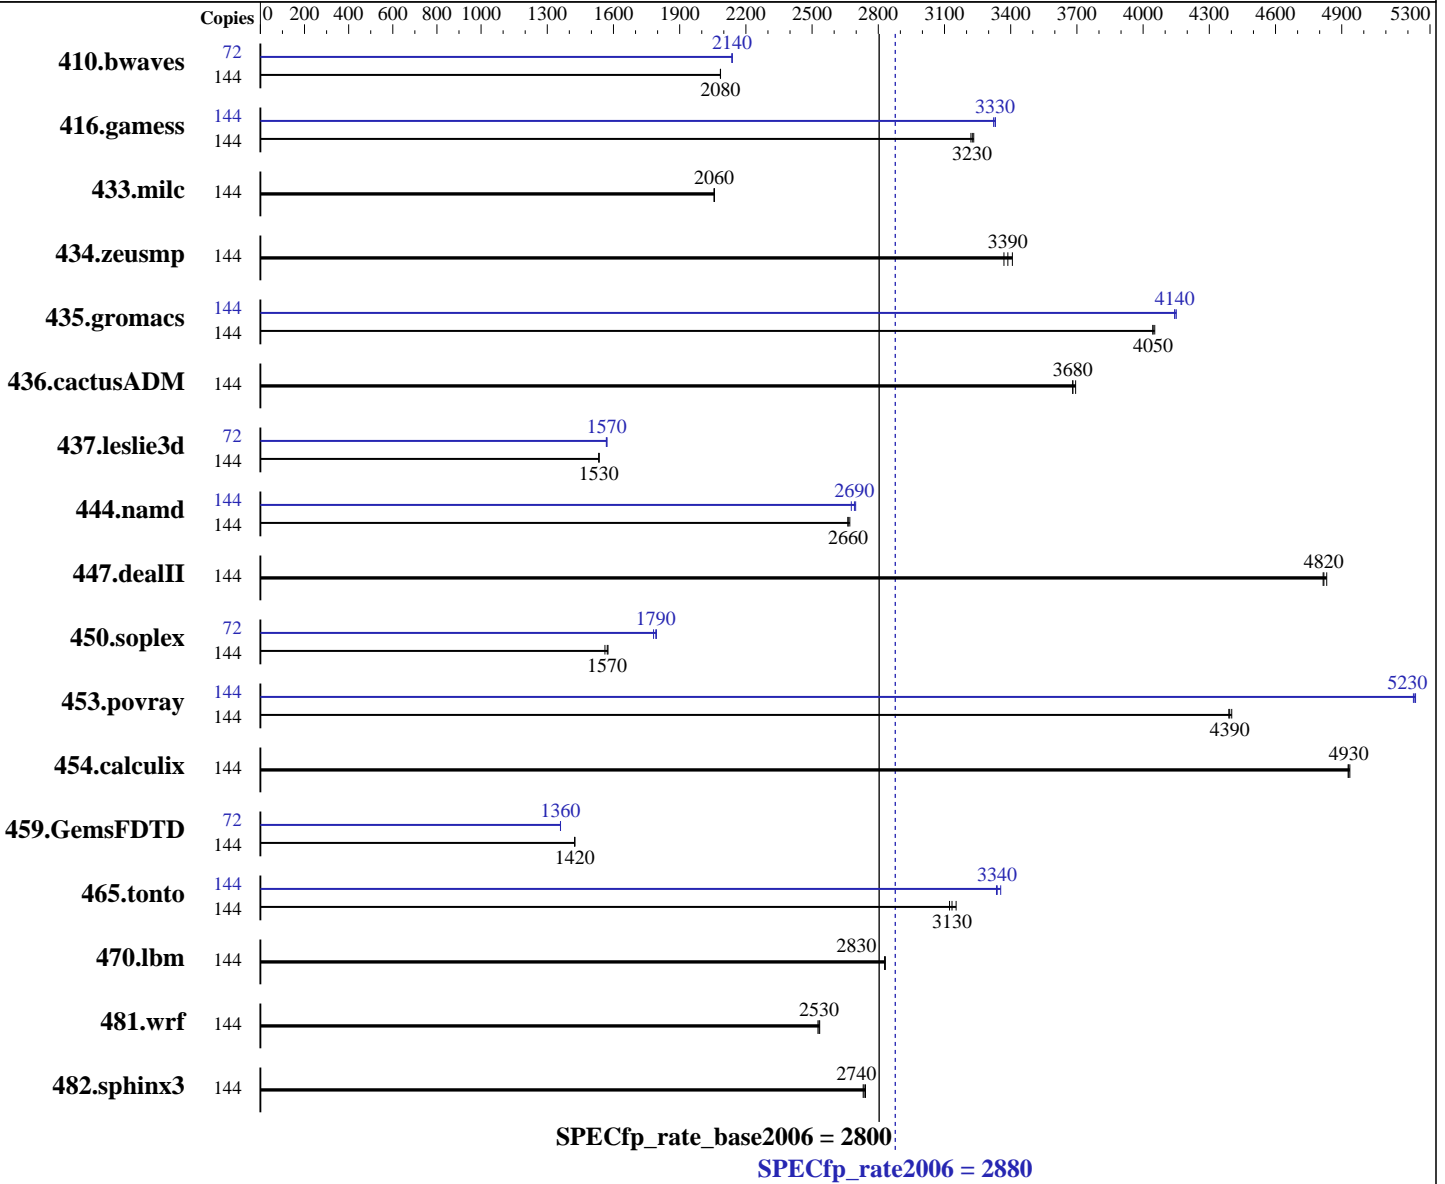 Copies 0 200 400 600 800 1000 1300 1600 1900 2200 2500 2800 3100 3400 3700 4000 4300 4600 4900 5300
410.bwaves 72 2140
144 2080
416.gamess 144 3330
144 3230
433.milc 144 2060
434.zeusmp 144 3390
435.gromacs 144 4140
144 4050
436.cactusADM 144 3680
437.leslie3d 72 1570
144 1530
444.namd 144 2690
144 2660
447.dealII 144 4820
450.soplex 72 1790
144 1570
453.povray 144 5230
144 4390
454.calculix 144 4930
459.GemsFDTD 72 1360
144 1420
465.tonto 144 3340
144 3130
470.lbm 144 2830
481.wrf 144 2530
482.sphinx3 144 2740
SPECfp_rate_base2006 = 2800
SPECfp_rate2006 = 2880